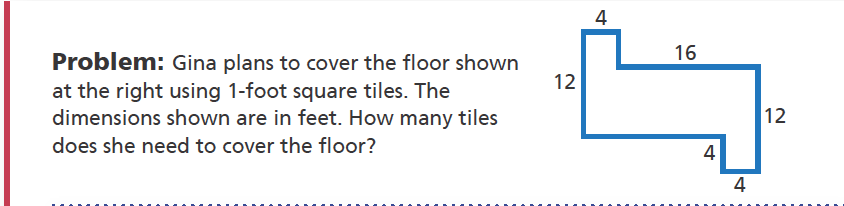 Problem: Gina plans to cover the floor shown
at the right using 1-foot square tiles. The
dimensions shown are in feet. How many tiles
does she need to cover the floor?
4
16
12
12
4
4